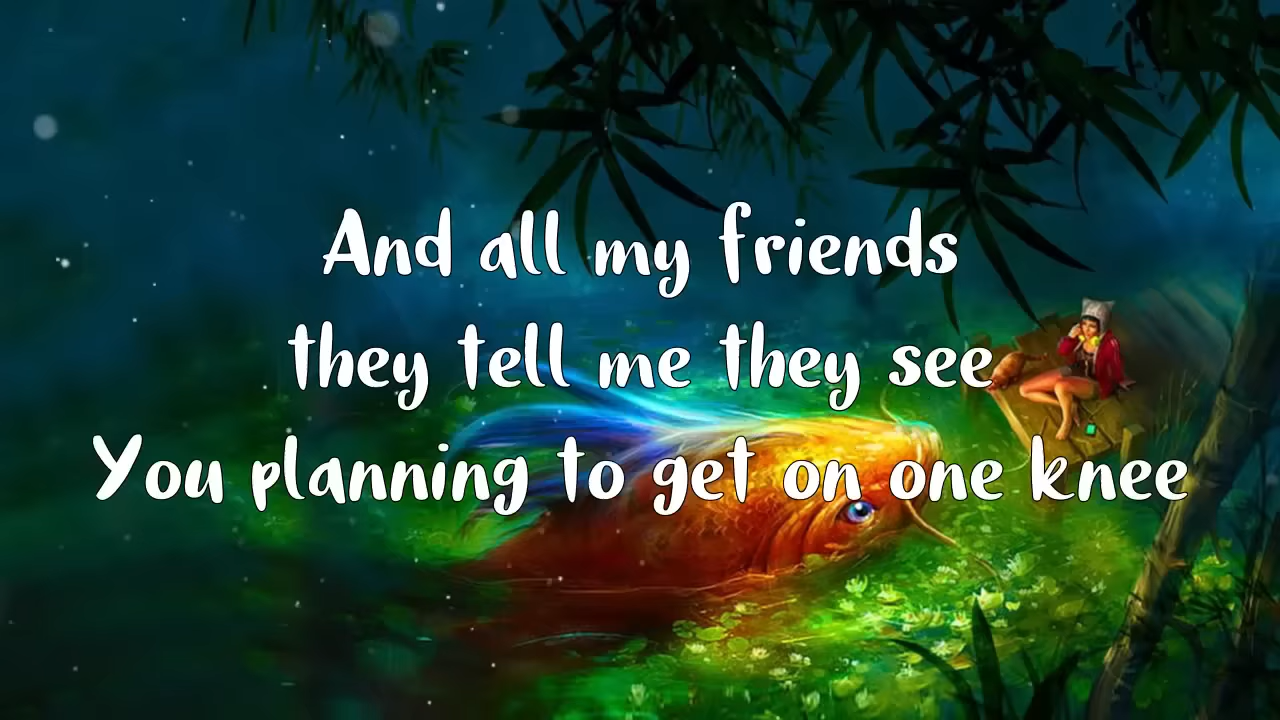 And all my friends
they tell me they see
You planning to get on one knee